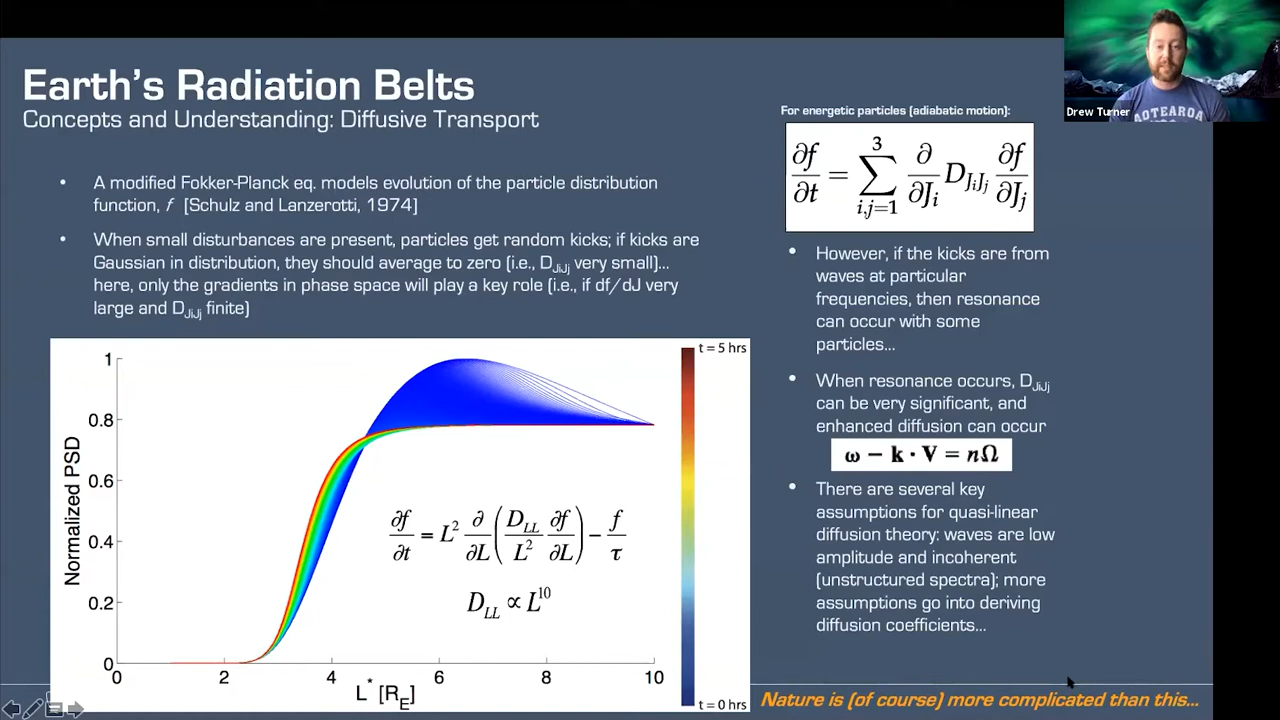 Earth's Radiation Belts
Concepts and Understanding: Diffusive Transport
• A modified Fokker-Planck eq. models evolution of the particle distribution
function, f [Schulz and Lanzerotti, 1974]
• When small disturbances are present, particles get random kicks; if kicks are
Gaussian in distribution, they should average to zero (i.e., D_JiJj very small)...
here, only the gradients in phase space will play a key role (i.e., if df/dJ very
large and D_JiJj finite)
Normalized PSD
1
0.8
0.6
0.4
0.2
0
0 2 4 6 8 10
L* [R_E]
∂f/∂t = L² ∂/∂L (D_LL/L² ∂f/∂L) − f/τ
D_LL ∝ L¹⁰
t = 5 hrs
t = 0 hrs
For energetic particles (adiabatic motion):
∂f/∂t = ∑_{i,j=1}^{3} ∂/∂J_i D_{J_iJ_j} ∂f/∂J_j
• However, if the kicks are from
waves at particular
frequencies, then resonance
can occur with some
particles...
• When resonance occurs, D_JiJj
can be very significant, and
enhanced diffusion can occur
ω − k · V = nΩ
• There are several key
assumptions for quasi-linear
diffusion theory: waves are low
amplitude and incoherent
(unstructured spectra); more
assumptions go into deriving
diffusion coefficients...
Nature is (of course) more complicated than this...
Drew Turner
AOTEAROA